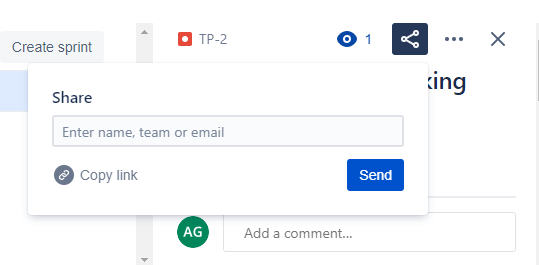 Create sprint
TP-2
1
king
Share
Enter name, team or email
Copy link
Send
AG
Add a comment...